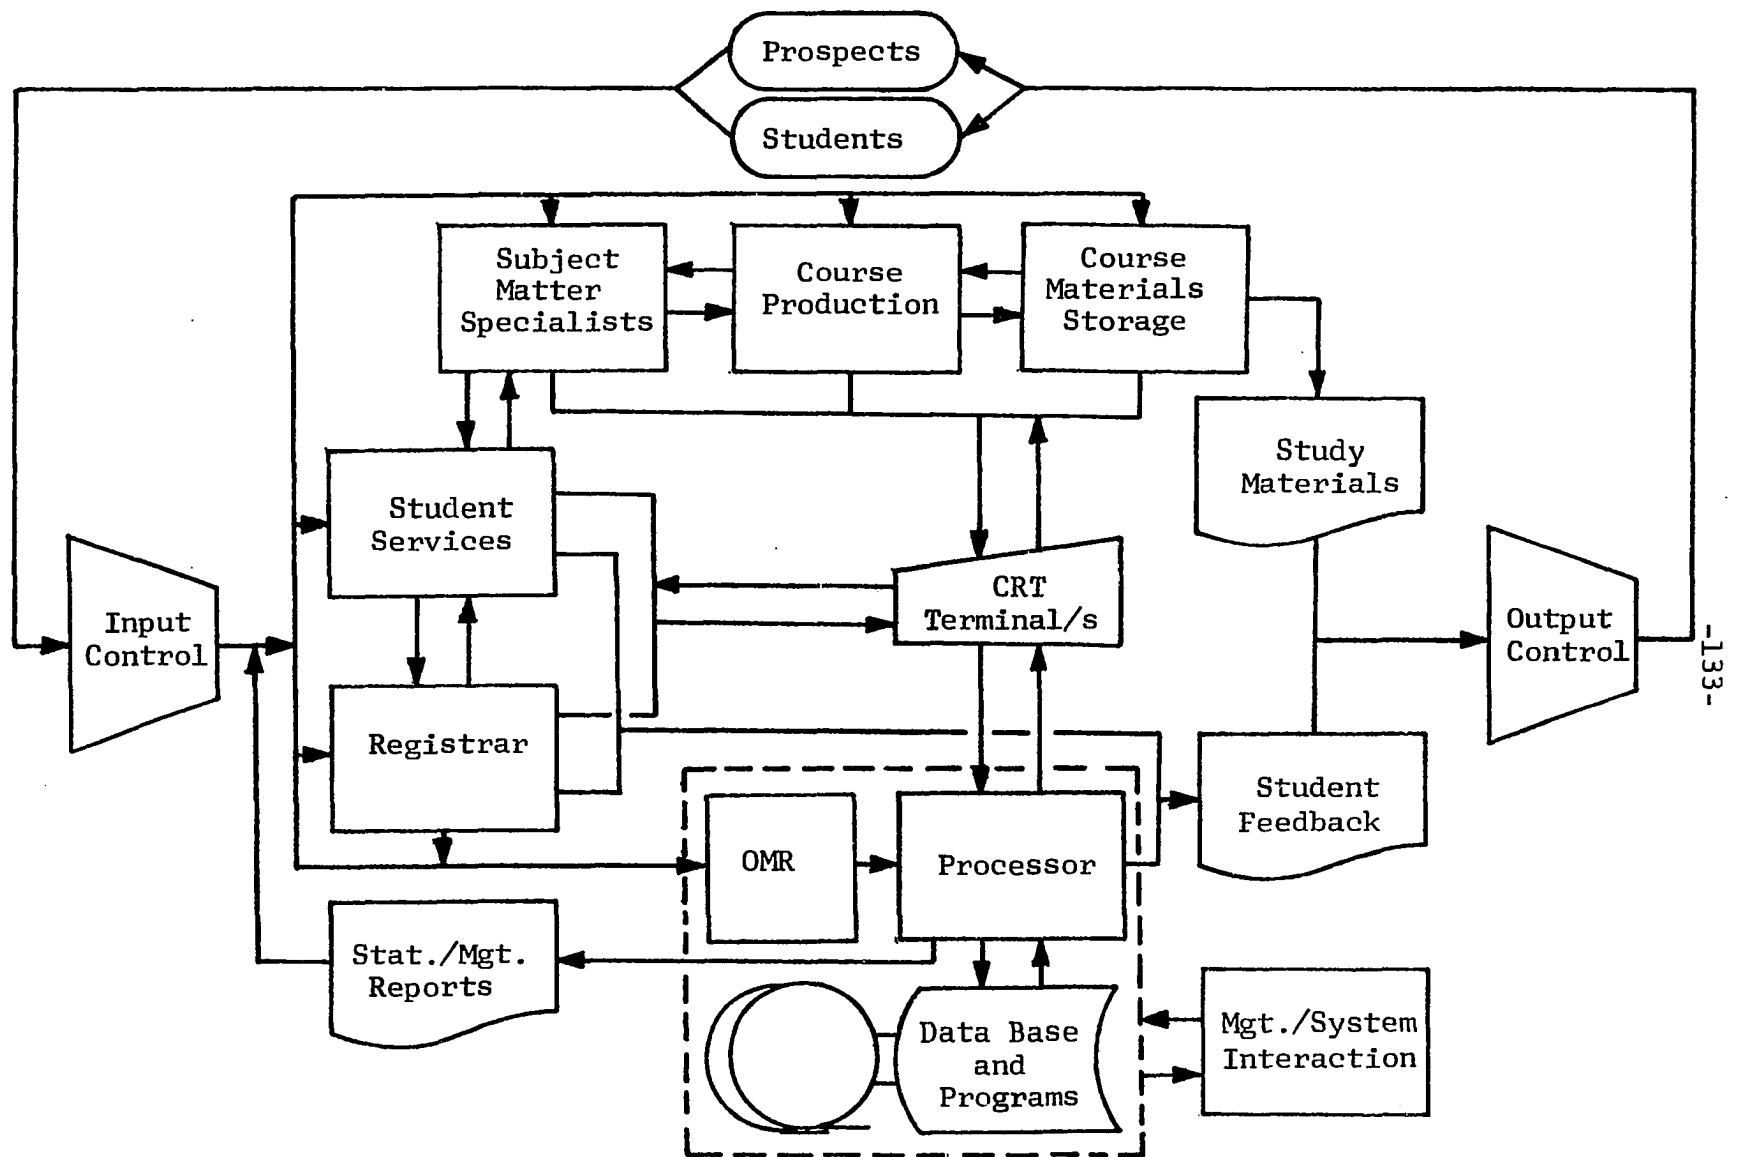 Prospects
Students
Subject
Matter
Specialists
Course
Production
Course
Materials
Storage
Study
Materials
Student
Services
CRT
Terminal/s
Input
Control
Output
Control
-133-
Registrar
OMR
Processor
Student
Feedback
Stat./Mgt.
Reports
Data Base
and
Programs
Mgt./System
Interaction